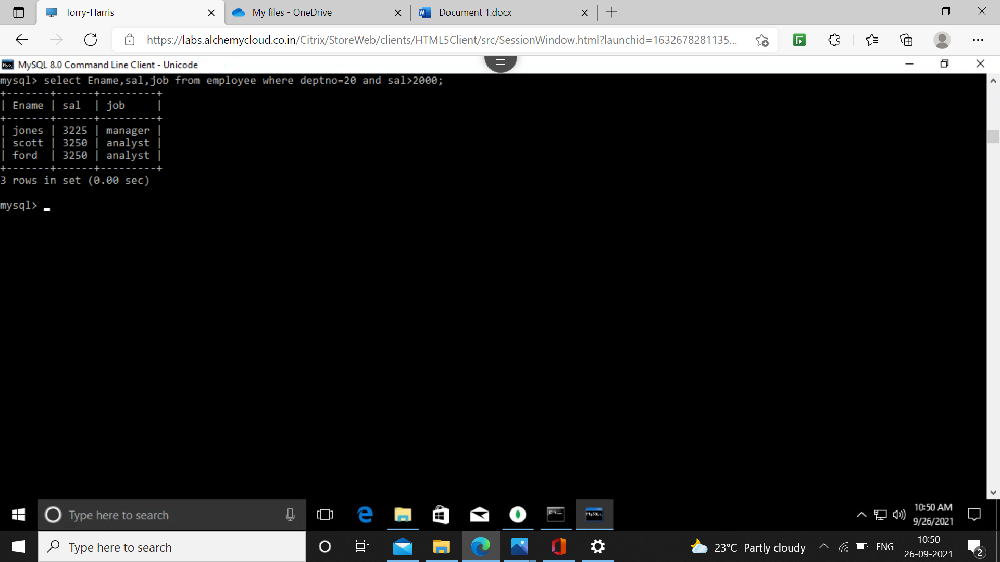 Torry-Harris
My files - OneDrive
Document 1.docx
https://labs.alchemycloud.co.in/Citrix/StoreWeb/clients/HTML5Client/src/SessionWindow.html?launchid=1632678281135...
MySQL 8.0 Command Line Client - Unicode
mysql> select Ename,sal,job from employee where deptno=20 and sal>2000;
+-------+------+---------+
| Ename | sal  | job     |
+-------+------+---------+
| jones | 3225 | manager |
| scott | 3250 | analyst |
| ford  | 3250 | analyst |
+-------+------+---------+
3 rows in set (0.00 sec)
mysql> _
Type here to search
10:50 AM
9/26/2021
Type here to search
23°C Partly cloudy
ENG
10:50
26-09-2021
2